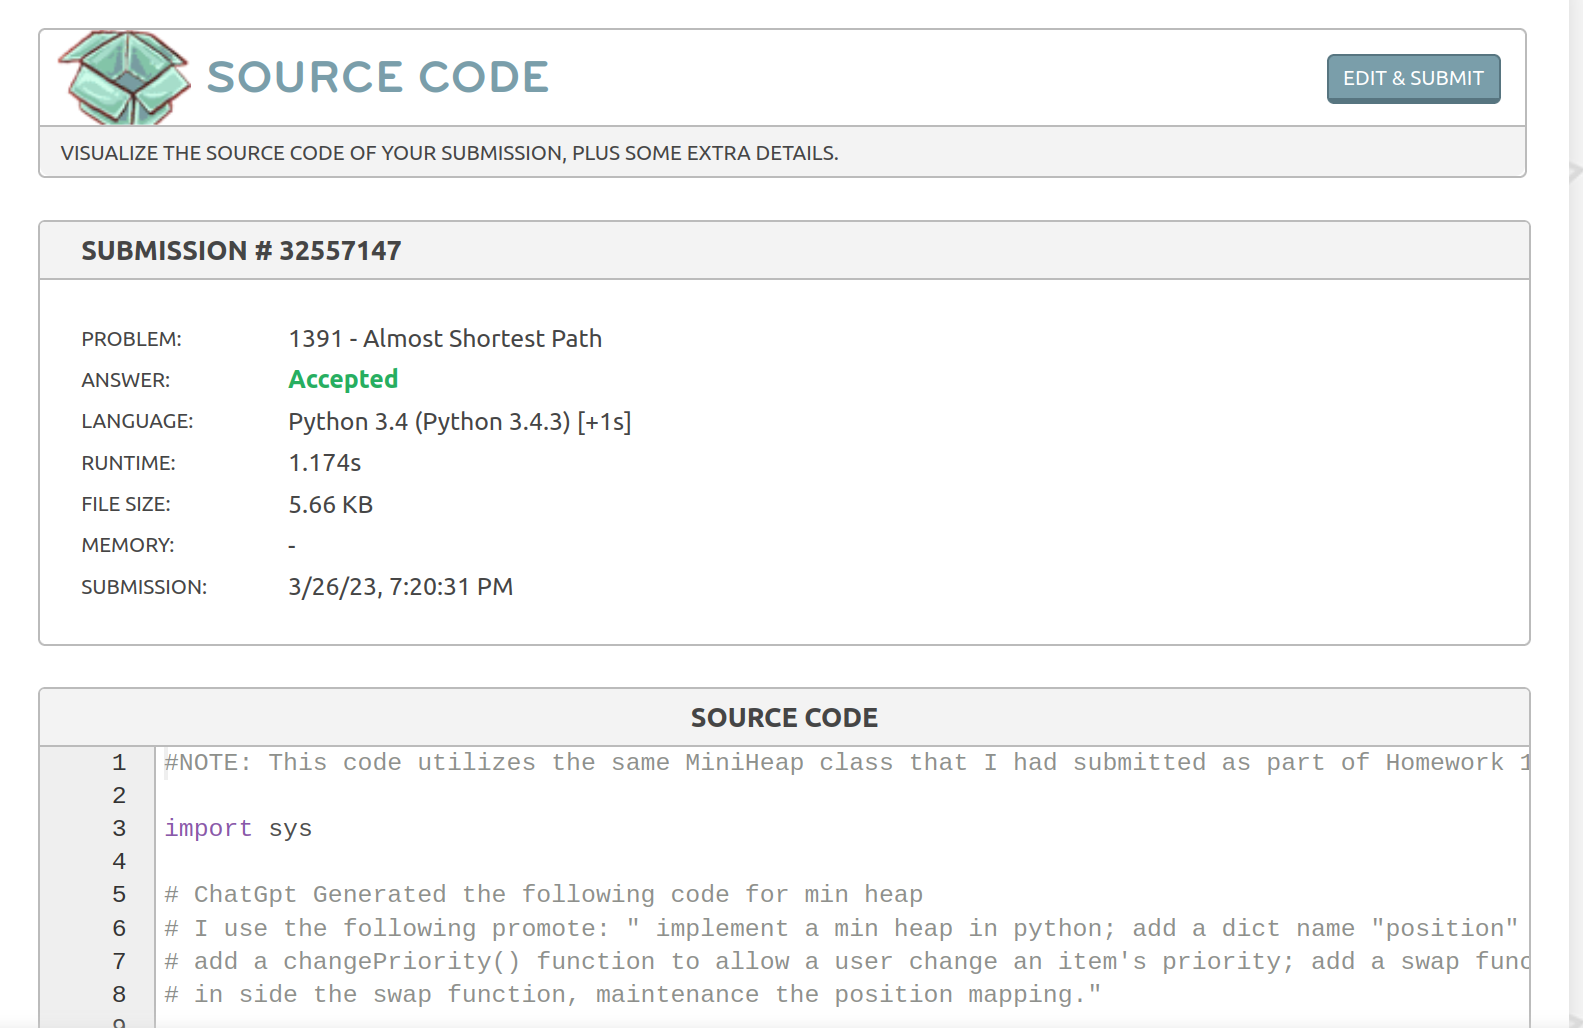 SOURCE CODE
EDIT & SUBMIT
VISUALIZE THE SOURCE CODE OF YOUR SUBMISSION, PLUS SOME EXTRA DETAILS.
SUBMISSION # 32557147
PROBLEM: 1391 - Almost Shortest Path
ANSWER: Accepted
LANGUAGE: Python 3.4 (Python 3.4.3) [+1s]
RUNTIME: 1.174s
FILE SIZE: 5.66 KB
MEMORY: -
SUBMISSION: 3/26/23, 7:20:31 PM
SOURCE CODE
1 #NOTE: This code utilizes the same MiniHeap class that I had submitted as part of Homework 1
2
3 import sys
4
5 # ChatGpt Generated the following code for min heap
6 # I use the following promote: " implement a min heap in python; add a dict name "position"
7 # add a changePriority() function to allow a user change an item's priority; add a swap func
8 # in side the swap function, maintenance the position mapping."
9